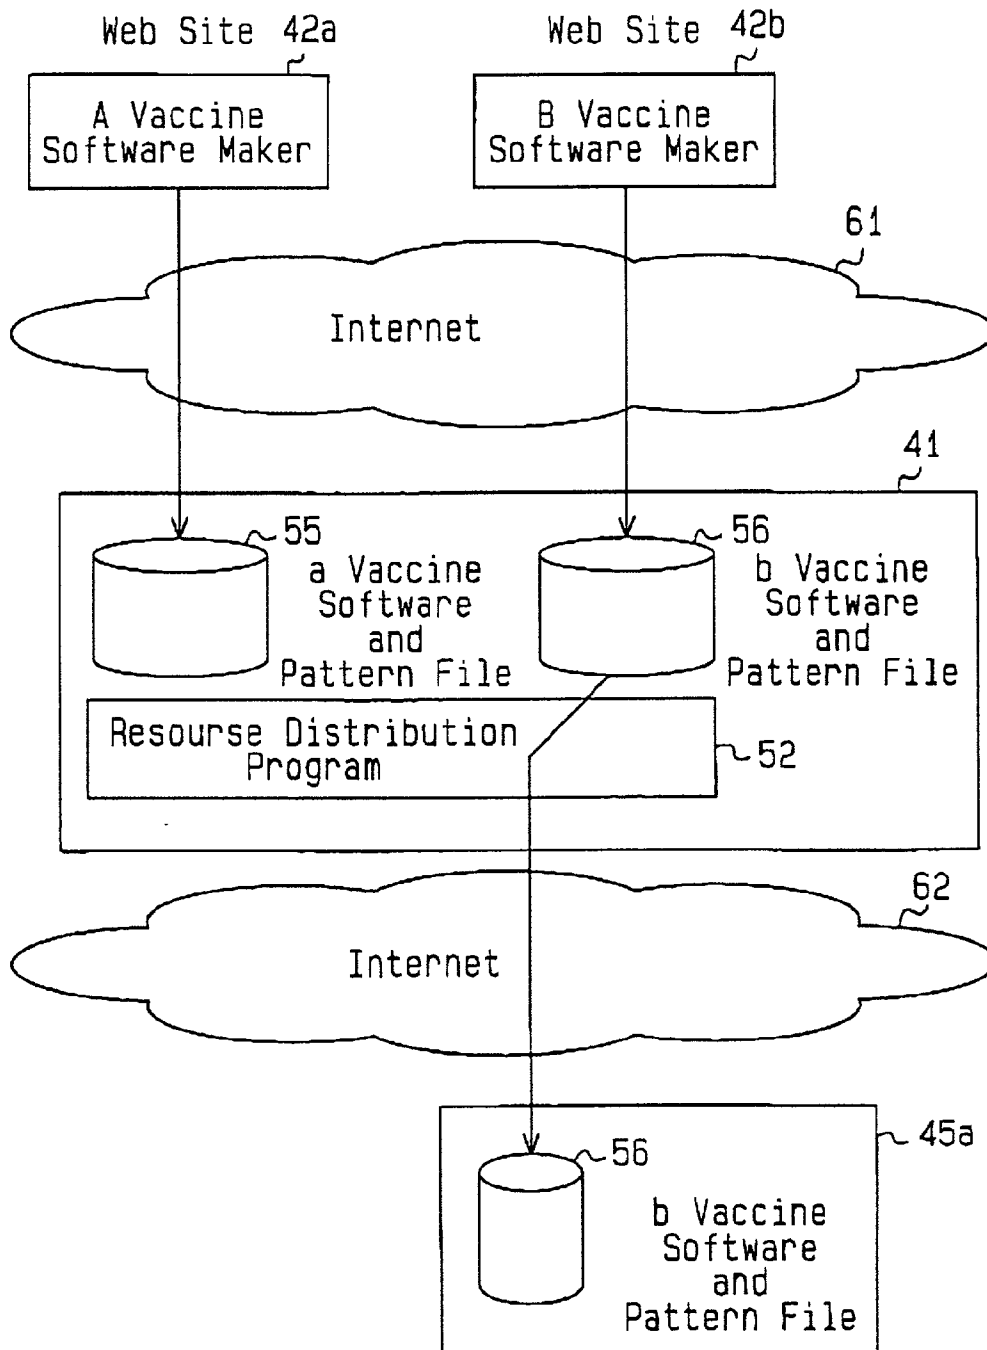 Web Site 42a
A Vaccine
Software Maker
Web Site 42b
B Vaccine
Software Maker
61
Internet
41
55
a Vaccine
Software
and
Pattern File
56
b Vaccine
Software
and
Pattern File
Resourse Distribution
Program
52
62
Internet
45a
56
b Vaccine
Software
and
Pattern File